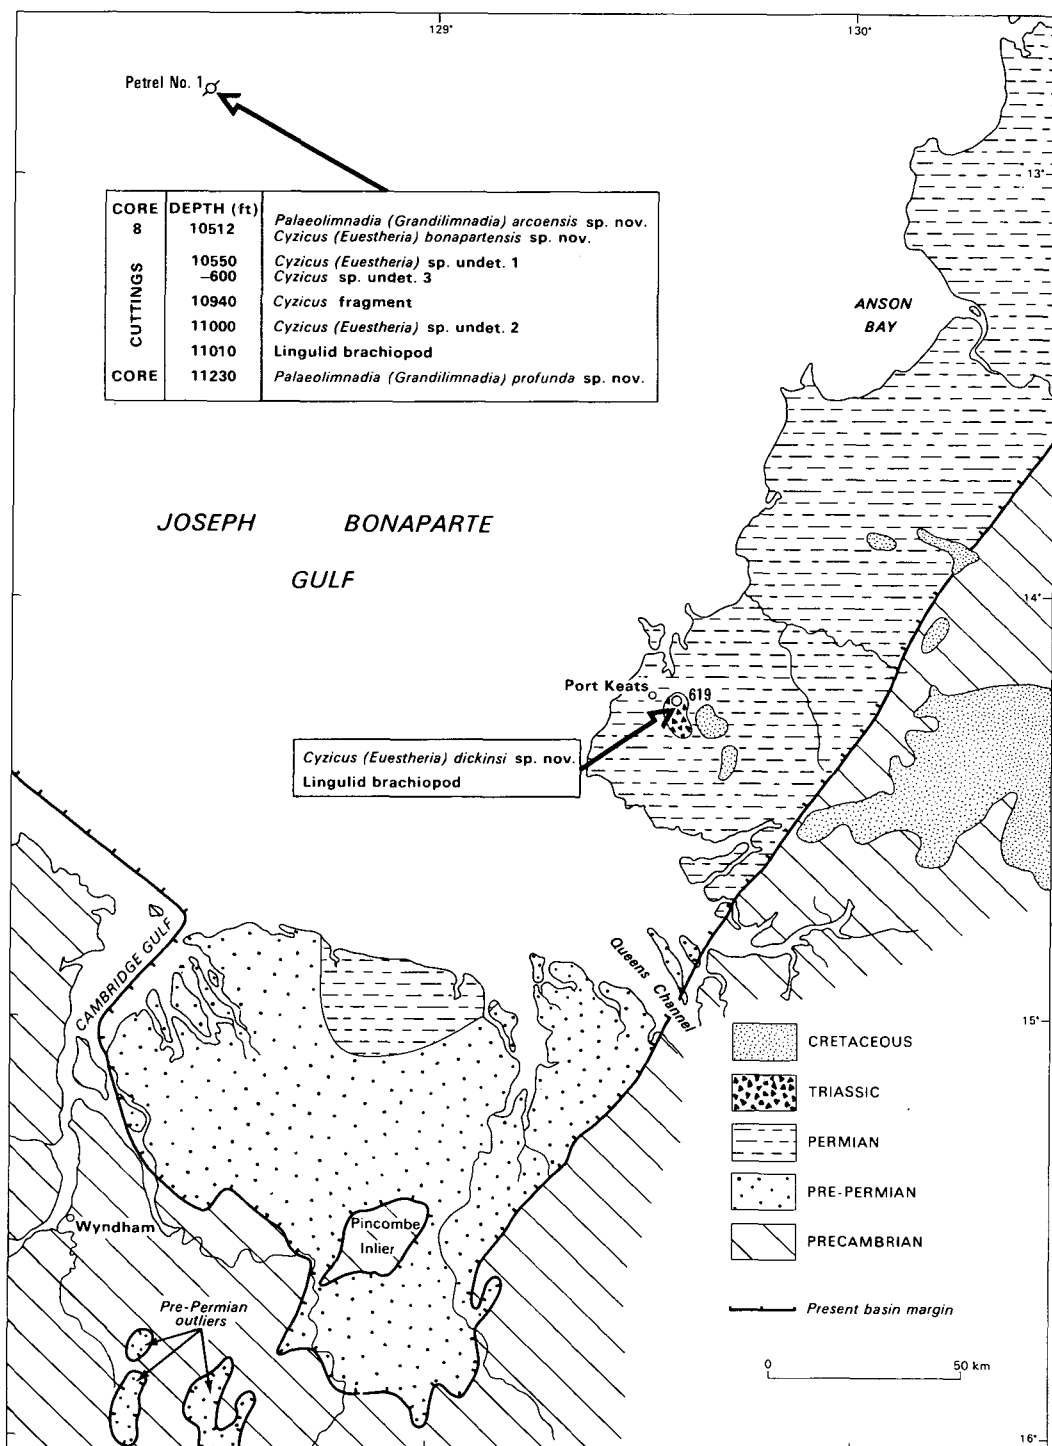 129°
130°
Petrel No. 1
13°
CORE DEPTH (ft)
8 10512 Palaeolimnadia (Grandilimnadia) arcoensis sp. nov.
Cyzicus (Euestheria) bonapartensis sp. nov.
CUTTINGS
10550 Cyzicus (Euestheria) sp. undet. 1
–600 Cyzicus sp. undet. 3
10940 Cyzicus fragment
11000 Cyzicus (Euestheria) sp. undet. 2
11010 Lingulid brachiopod
CORE 11230 Palaeolimnadia (Grandilimnadia) profunda sp. nov.
ANSON
BAY
JOSEPH BONAPARTE
GULF
14°
Port Keats
619
Cyzicus (Euestheria) dickinsi sp. nov.
Lingulid brachiopod
CAMBRIDGE GULF
Queens Channel
15°
CRETACEOUS
TRIASSIC
PERMIAN
PRE-PERMIAN
PRECAMBRIAN
Present basin margin
0 50 km
Wyndham
Pincombe
Inlier
Pre-Permian
outliers
16°